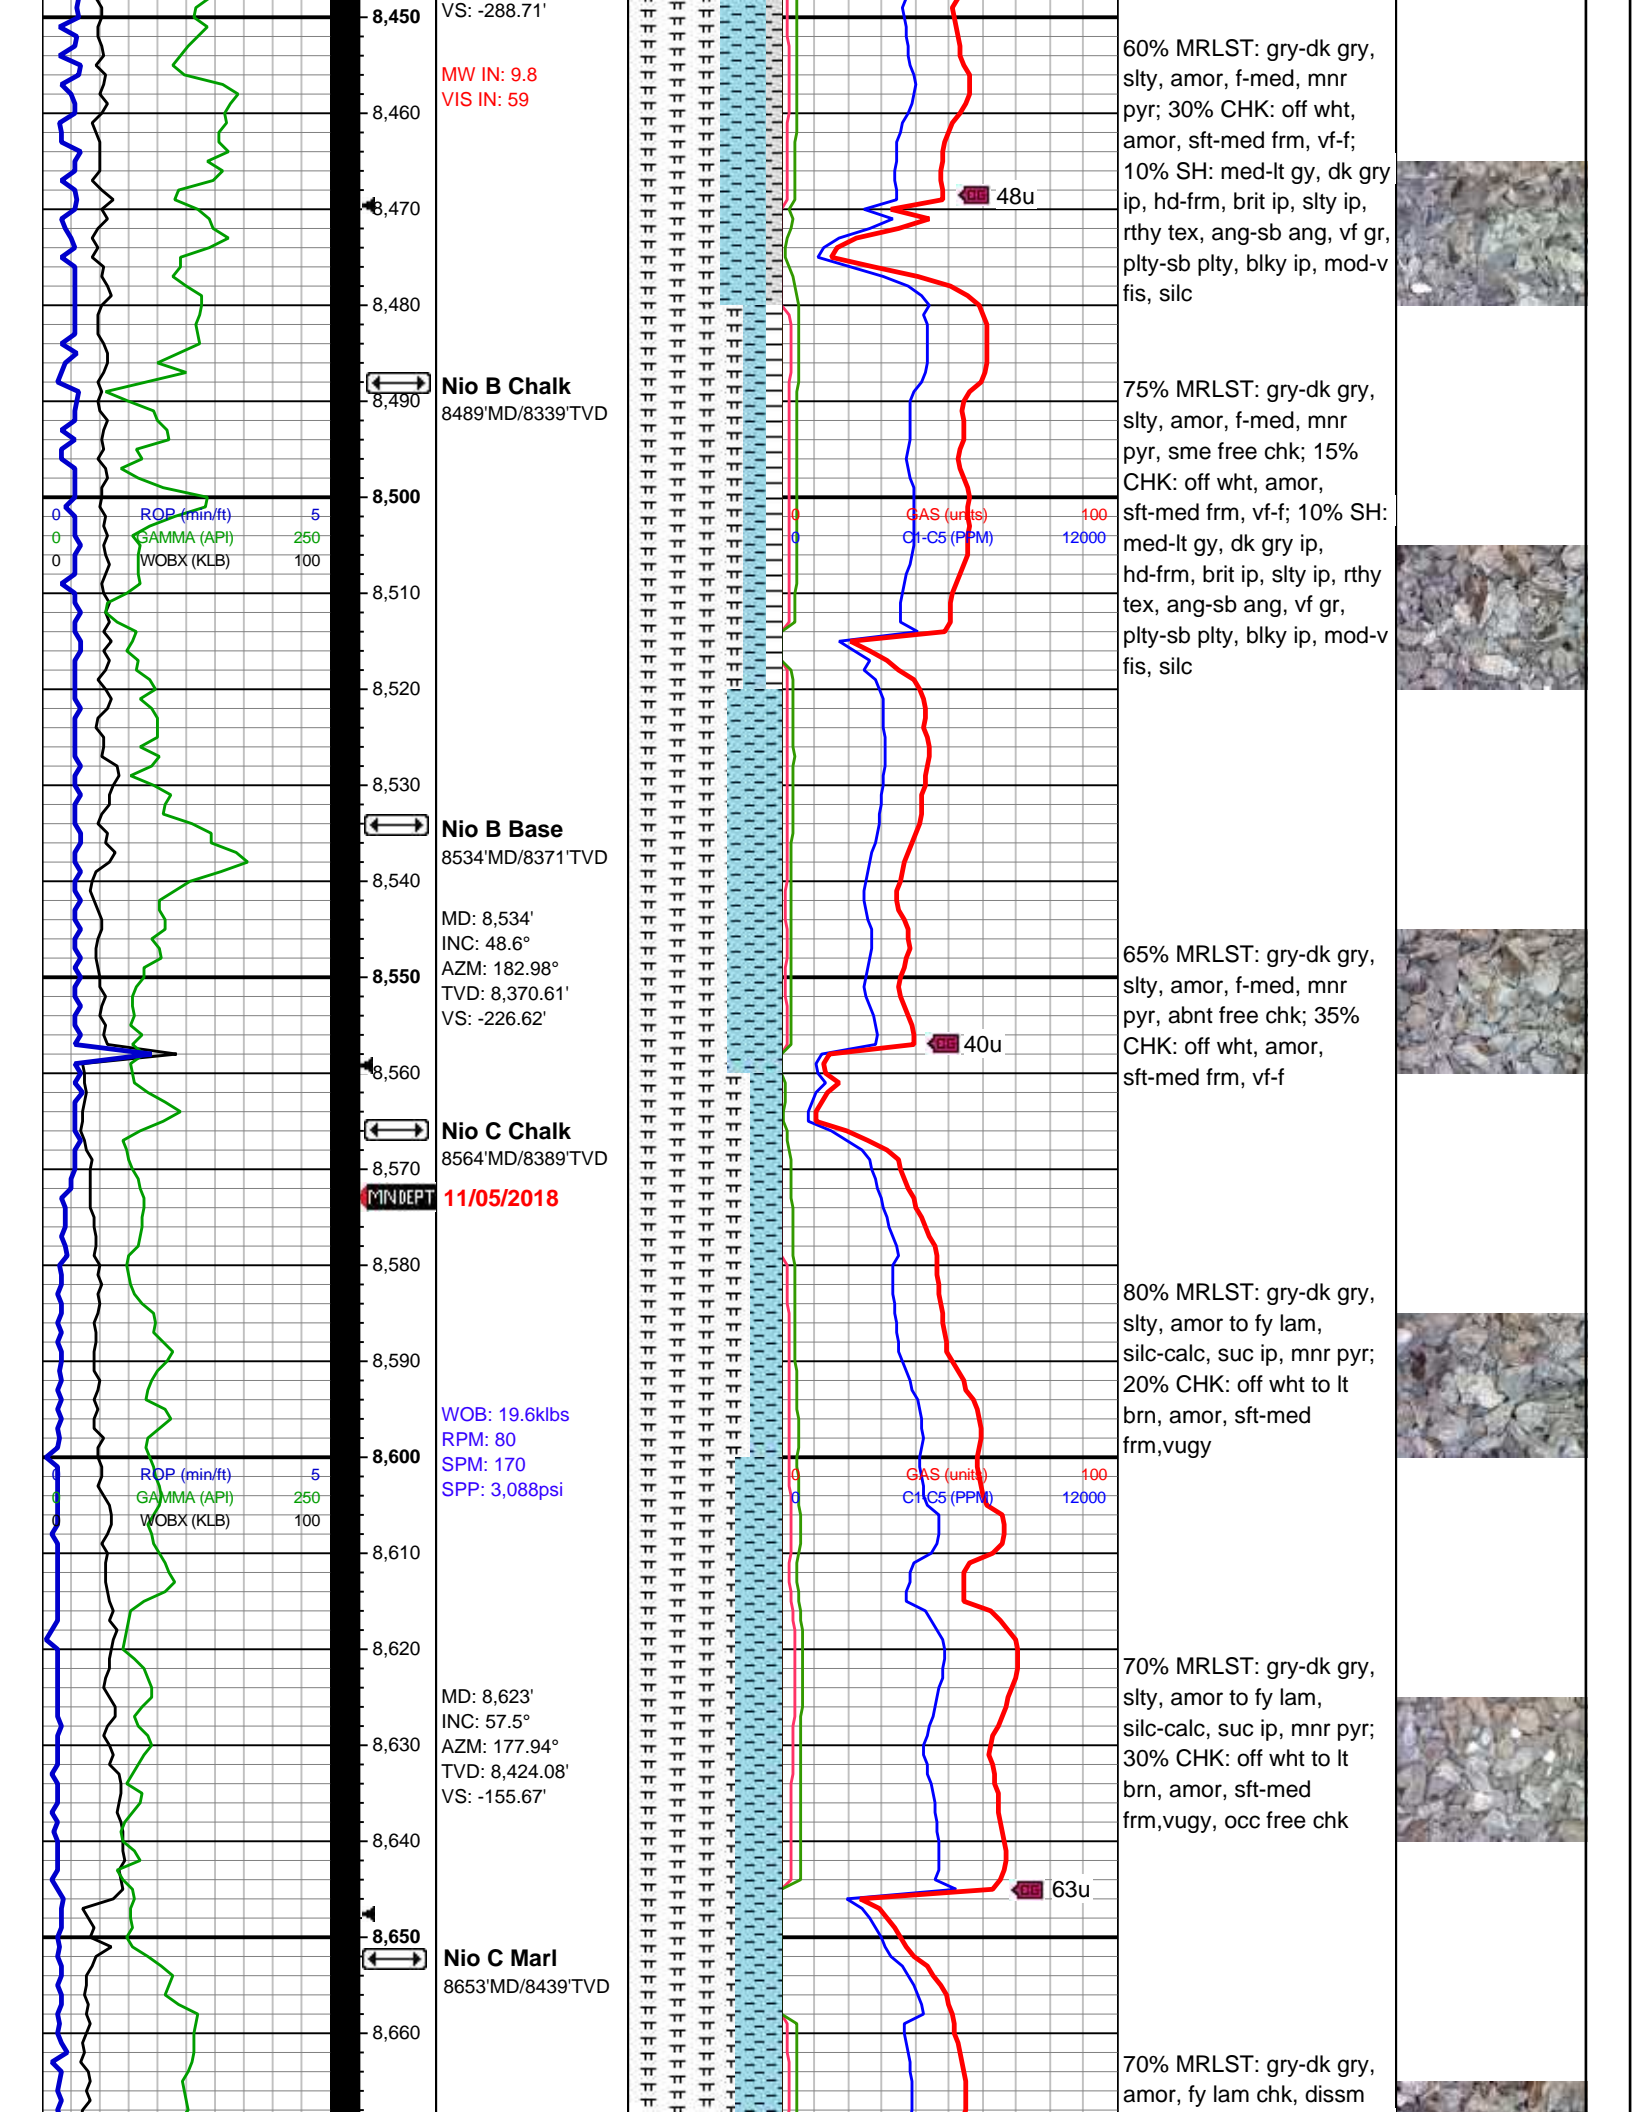 8,450
VS: -288.71'
MW IN: 9.8
VIS IN: 59
8,460
8,470
8,480
Nio B Chalk
8489'MD/8339'TVD
8,490
8,500
0 ROP (min/ft) 5
0 GAMMA (API) 250
0 WOBX (KLB) 100
8,510
8,520
8,530
Nio B Base
8534'MD/8371'TVD
8,540
MD: 8,534'
INC: 48.6°
AZM: 182.98°
TVD: 8,370.61'
VS: -226.62'
8,550
8,560
Nio C Chalk
8564'MD/8389'TVD
8,570
MN DEPT 11/05/2018
8,580
8,590
WOB: 19.6klbs
RPM: 80
SPM: 170
SPP: 3,088psi
8,600
0 ROP (min/ft) 5
0 GAMMA (API) 250
0 WOBX (KLB) 100
8,610
8,620
MD: 8,623'
INC: 57.5°
AZM: 177.94°
TVD: 8,424.08'
VS: -155.67'
8,630
8,640
8,650
Nio C Marl
8653'MD/8439'TVD
8,660
CG 48u
0 GAS (units) 100
0 C1-C5 (PPM) 12000
CG 40u
0 GAS (units) 100
0 C1-C5 (PPM) 12000
CG 63u
60% MRLST: gry-dk gry,
slty, amor, f-med, mnr
pyr; 30% CHK: off wht,
amor, sft-med frm, vf-f;
10% SH: med-lt gy, dk gry
ip, hd-frm, brit ip, slty ip,
rthy tex, ang-sb ang, vf gr,
plty-sb plty, blky ip, mod-v
fis, silc
75% MRLST: gry-dk gry,
slty, amor, f-med, mnr
pyr, sme free chk; 15%
CHK: off wht, amor,
sft-med frm, vf-f; 10% SH:
med-lt gy, dk gry ip,
hd-frm, brit ip, slty ip, rthy
tex, ang-sb ang, vf gr,
plty-sb plty, blky ip, mod-v
fis, silc
65% MRLST: gry-dk gry,
slty, amor, f-med, mnr
pyr, abnt free chk; 35%
CHK: off wht, amor,
sft-med frm, vf-f
80% MRLST: gry-dk gry,
slty, amor to fy lam,
silc-calc, suc ip, mnr pyr;
20% CHK: off wht to lt
brn, amor, sft-med
frm,vugy
70% MRLST: gry-dk gry,
slty, amor to fy lam,
silc-calc, suc ip, mnr pyr;
30% CHK: off wht to lt
brn, amor, sft-med
frm,vugy, occ free chk
70% MRLST: gry-dk gry,
amor, fy lam chk, dissm